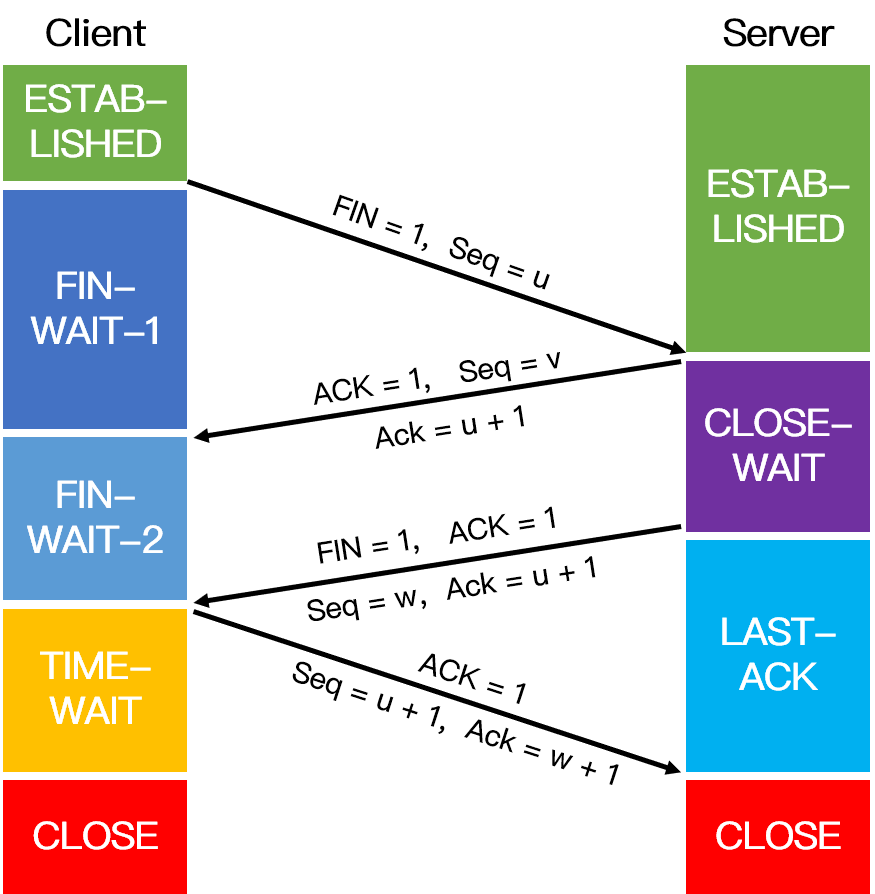 Client
Server
ESTAB–
LISHED
ESTAB–
LISHED
FIN = 1, Seq = u
FIN–
WAIT–1
ACK = 1, Seq = v
Ack = u + 1
CLOSE–
WAIT
FIN–
WAIT–2
FIN = 1, ACK = 1
Seq = w, Ack = u + 1
TIME–
WAIT
LAST–
ACK
ACK = 1
Seq = u + 1, Ack = w + 1
CLOSE
CLOSE